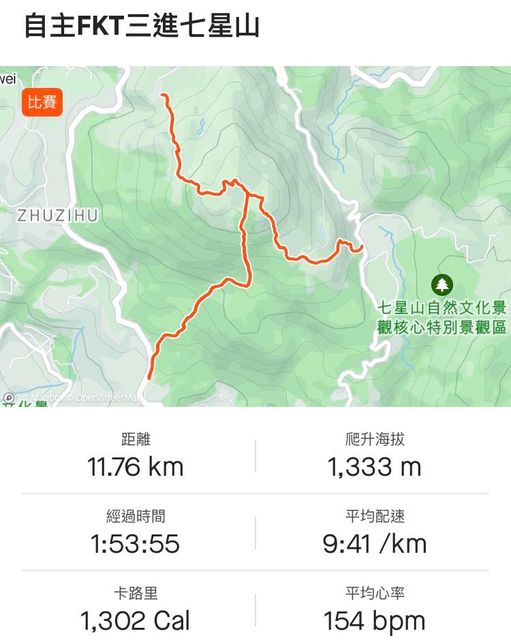 自主FKT三進七星山
wei
比賽
ZHUZIHU
七星山自然文化景
觀核心特別景觀區
Mapbox © OpenStreetMap
距離
爬升海拔
11.76 km
1,333 m
經過時間
平均配速
1:53:55
9:41 /km
卡路里
平均心率
1,302 Cal
154 bpm